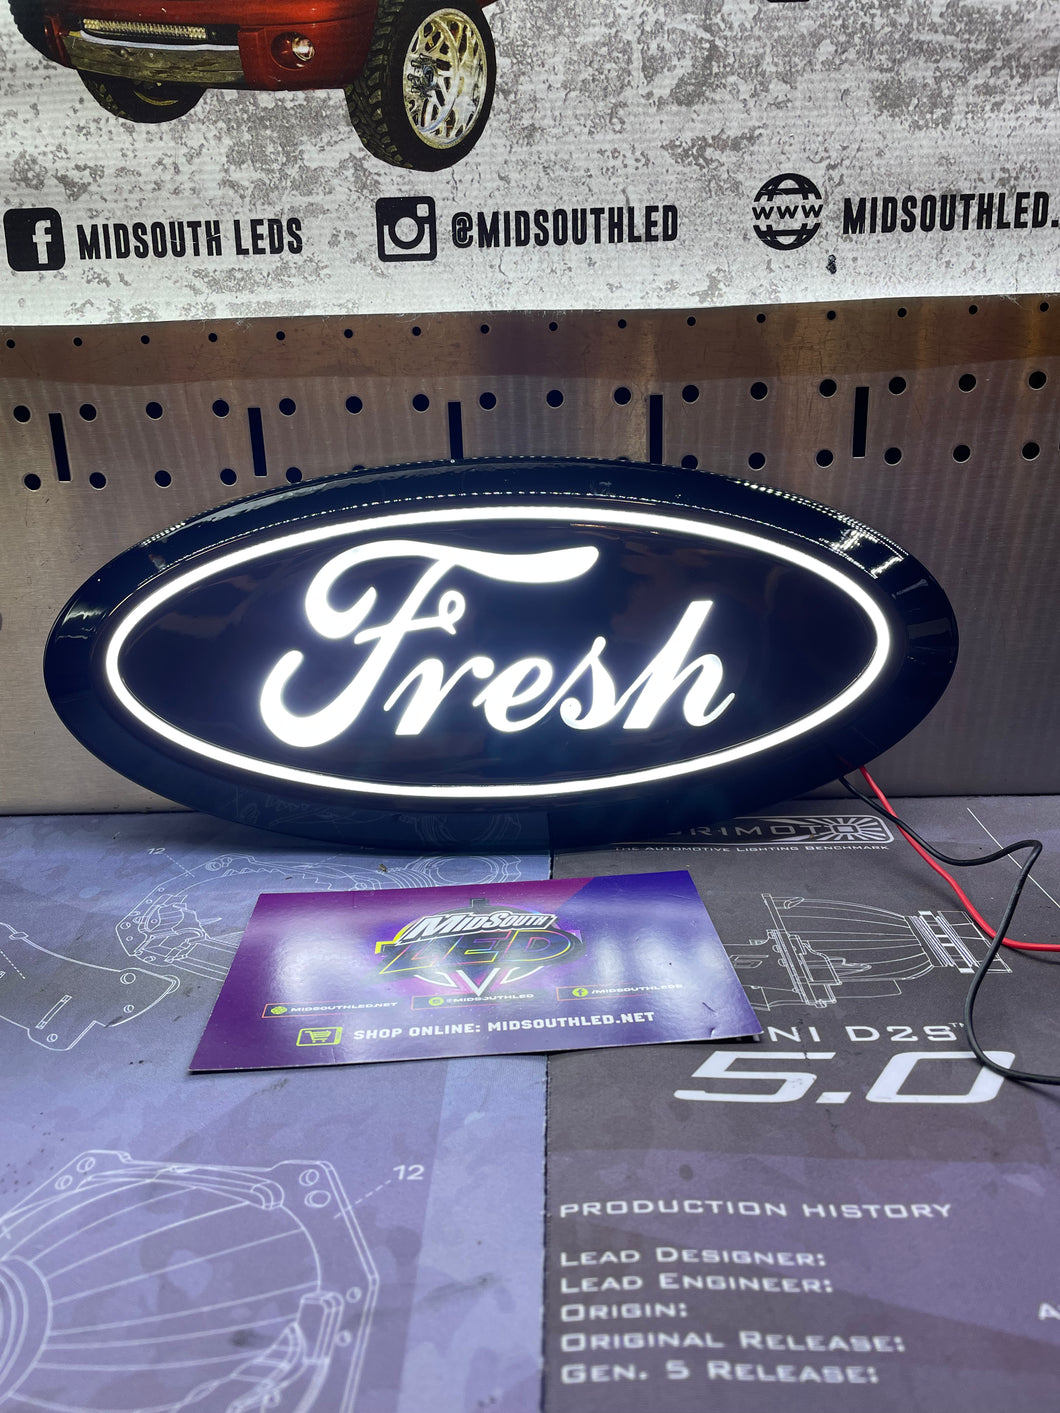 f MIDSOUTH LEDS
@MIDSOUTHLED
www MIDSOUTHLED.
Fresh
THE AUTOMOTIVE LIGHTING BENCHMARK
12
12
MIDSOUTH
LED
MIDSOUTHLED.NET
@MIDSOUTHLED
f /MIDSOUTHLEDS
SHOP ONLINE: MIDSOUTHLED.NET
NI D2S
5.0
12
PRODUCTION HISTORY
LEAD DESIGNER:
LEAD ENGINEER:
ORIGIN:
ORIGINAL RELEASE:
GEN. 5 RELEASE: